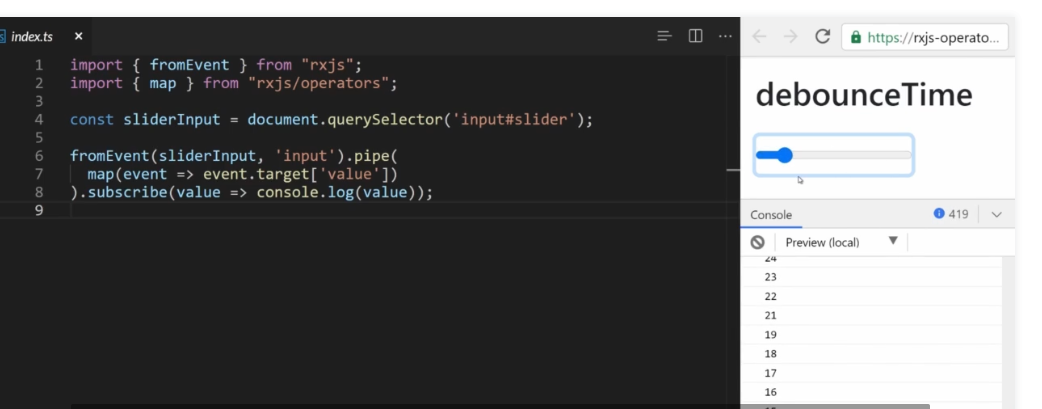 index.ts ×
1 import { fromEvent } from "rxjs";
2 import { map } from "rxjs/operators";
3
4 const sliderInput = document.querySelector('input#slider');
5
6 fromEvent(sliderInput, 'input').pipe(
7 map(event => event.target['value'])
8 ).subscribe(value => console.log(value));
9
https://rxjs-operato...
debounceTime
Console 419
Preview (local)
24
23
22
21
19
18
17
16